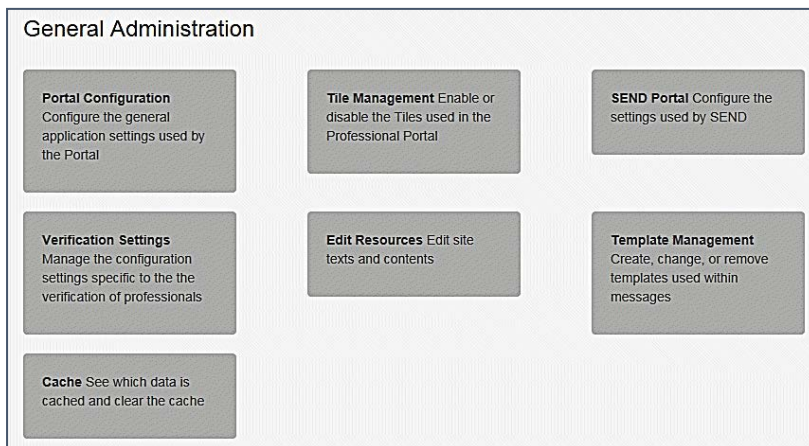 General Administration
Portal Configuration
Configure the general
application settings used by
the Portal
Tile Management Enable or
disable the Tiles used in the
Professional Portal
SEND Portal Configure the
settings used by SEND
Verification Settings
Manage the configuration
settings specific to the the
verification of professionals
Edit Resources Edit site
texts and contents
Template Management
Create, change, or remove
templates used within
messages
Cache See which data is
cached and clear the cache